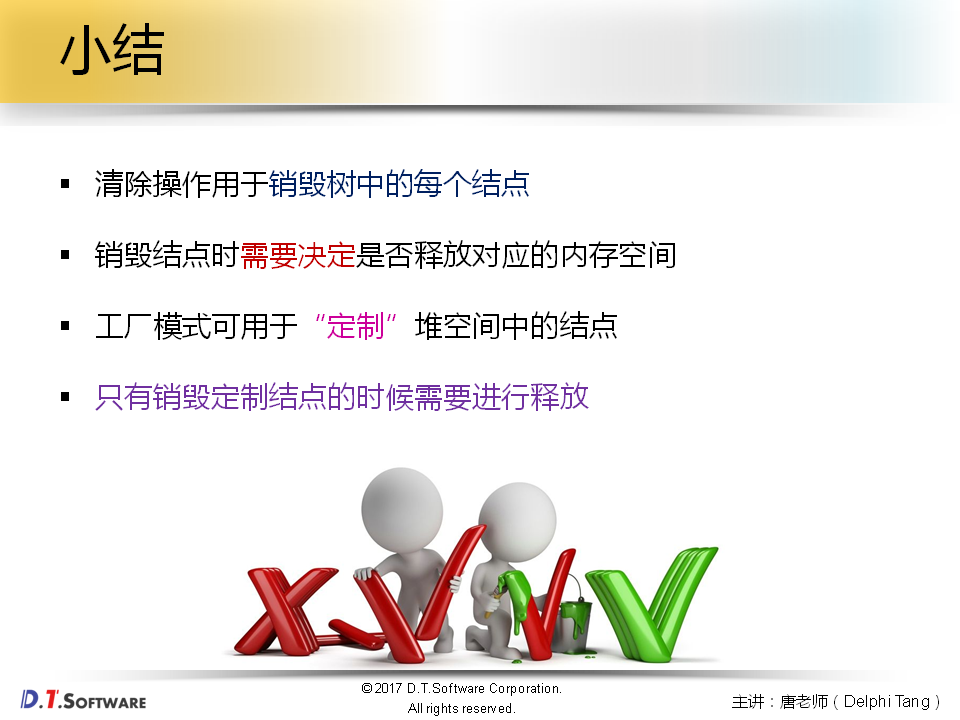 小结
清除操作用于销毁树中的每个结点
销毁结点时需要决定是否释放对应的内存空间
工厂模式可用于“定制”堆空间中的结点
只有销毁定制结点的时候需要进行释放
D.T.SOFTWARE
©2017 D.T.Software Corporation.
All rights reserved.
主讲：唐老师（Delphi Tang）